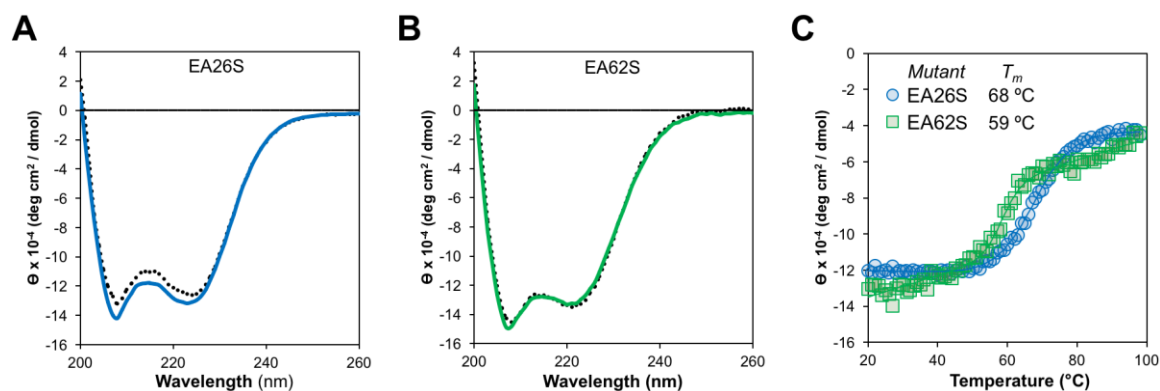 A
EA26S
4
2
0
-2
-4
-6
-8
-10
-12
-14
-16
200 220 240 260
Wavelength (nm)
Θ x 10⁻⁴ (deg cm² / dmol)
B
EA62S
4
2
0
-2
-4
-6
-8
-10
-12
-14
-16
200 220 240 260
Wavelength (nm)
Θ x 10⁻⁴ (deg cm² / dmol)
C
Mutant Tm
EA26S 68 ºC
EA62S 59 ºC
0
-2
-4
-6
-8
-10
-12
-14
-16
20 40 60 80 100
Temperature (°C)
Θ x 10⁻⁴ (deg cm² / dmol)